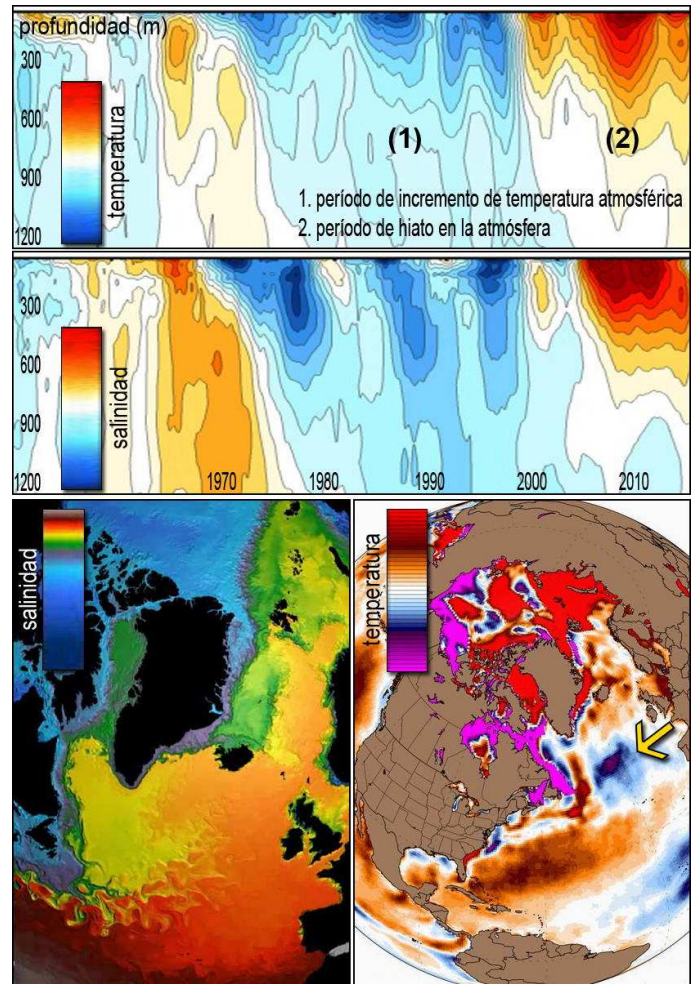 profundidad (m)
300
600
900
1200
temperatura
(1)
(2)
1. período de incremento de temperatura atmosférica
2. período de hiato en la atmósfera
300
600
900
1200
salinidad
1970
1980
1990
2000
2010
salinidad
temperatura